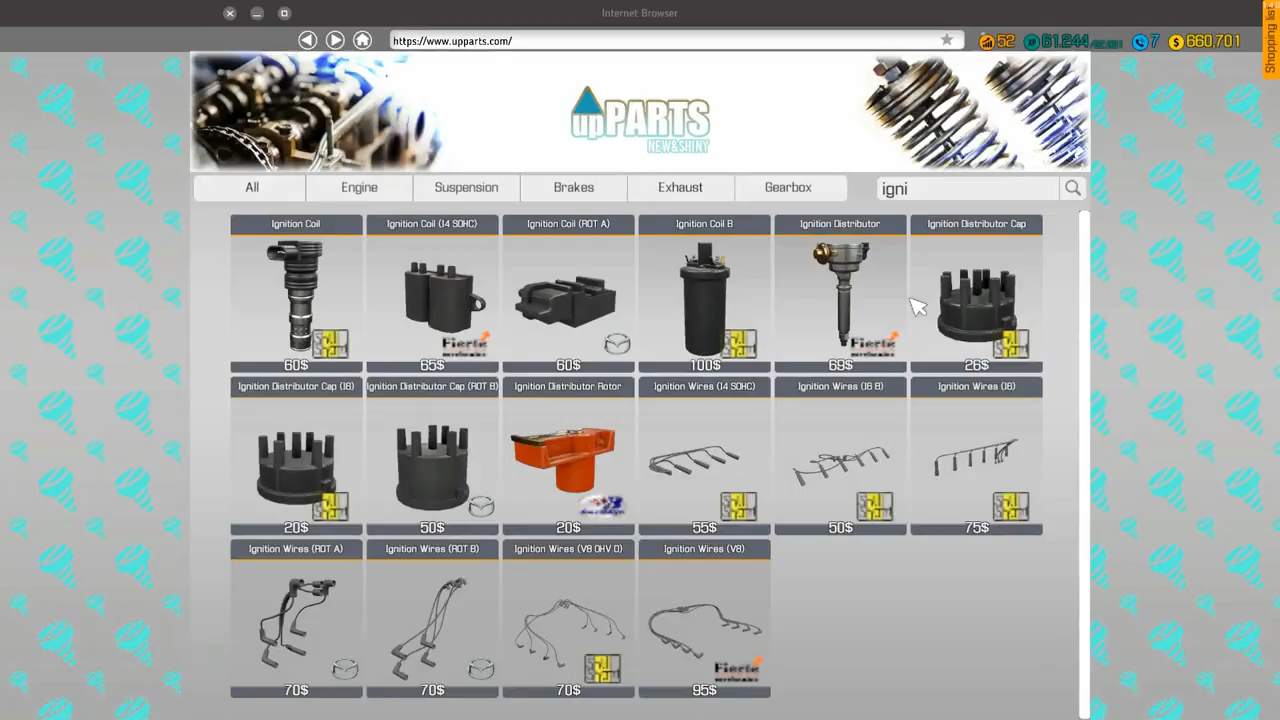 Internet Browser
https://www.upparts.com/
52
61,244
7
660,701
Shopping list
upPARTS
NEW&SHINY
All
Engine
Suspension
Brakes
Exhaust
Gearbox
igni
Ignition Coil
Ignition Coil (I4 SOHC)
Ignition Coil (ROT A)
Ignition Coil B
Ignition Distributor
Ignition Distributor Cap
Fierte
Fierte
60$
65$
60$
100$
69$
26$
Ignition Distributor Cap (I6)
Ignition Distributor Cap (ROT B)
Ignition Distributor Rotor
Ignition Wires (I4 SOHC)
Ignition Wires (I6 B)
Ignition Wires (I6)
20$
50$
20$
55$
50$
75$
Ignition Wires (ROT A)
Ignition Wires (ROT B)
Ignition Wires (V8 OHV D)
Ignition Wires (V8)
Fierte
70$
70$
70$
95$